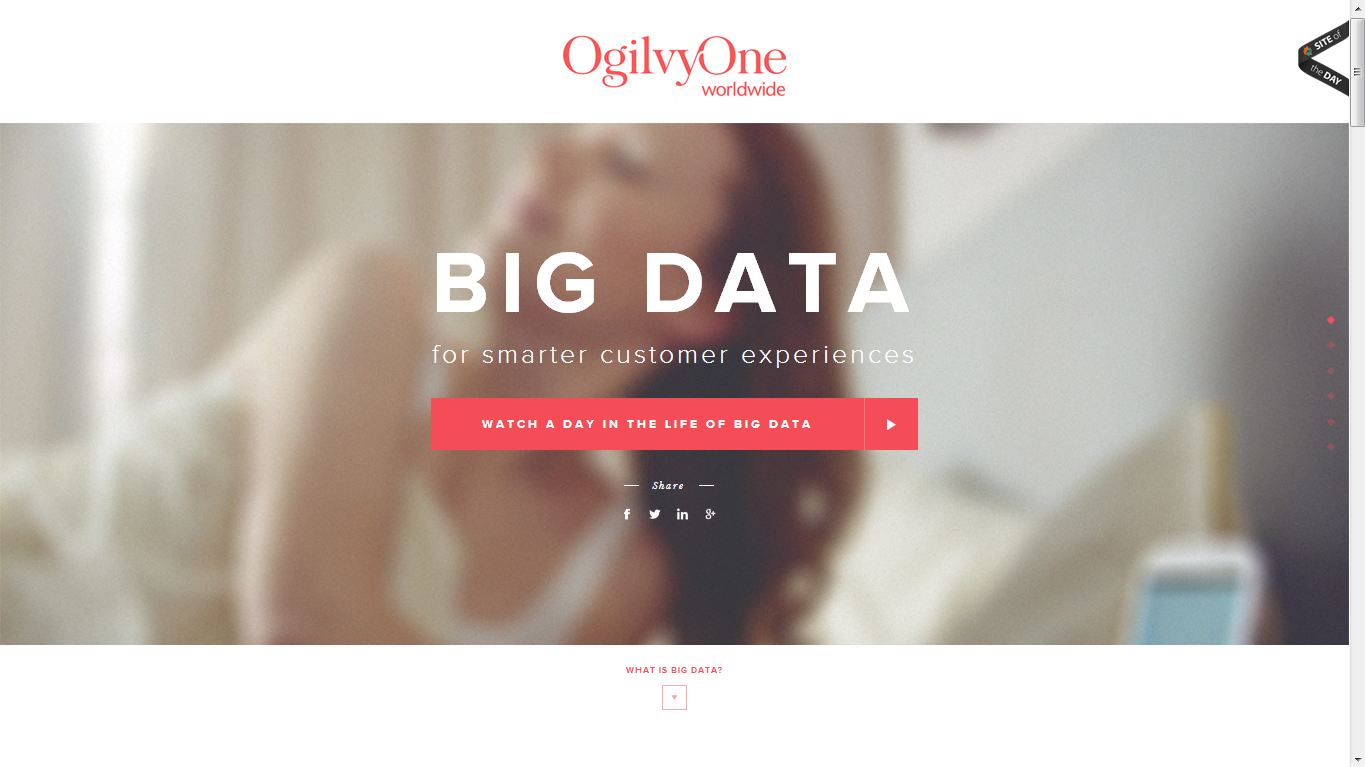 OgilvyOne
worldwide
SITE of
the DAY
BIG DATA
for smarter customer experiences
WATCH A DAY IN THE LIFE OF BIG DATA
Share
WHAT IS BIG DATA?